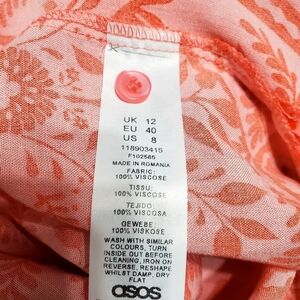 UK 12
EU 40
US 8
118903415
F102585
MADE IN ROMANIA
FABRIC:
100% VISCOSE
TISSU:
100% VISCOSE
TEJIDO:
100% VISCOSA
GEWEBE:
100% VISKOSE
WASH WITH SIMILAR
COLOURS, TURN
INSIDE OUT BEFORE
CLEANING, IRON ON
REVERSE, RESHAPE
WHILST DAMP, DRY
FLAT
asos